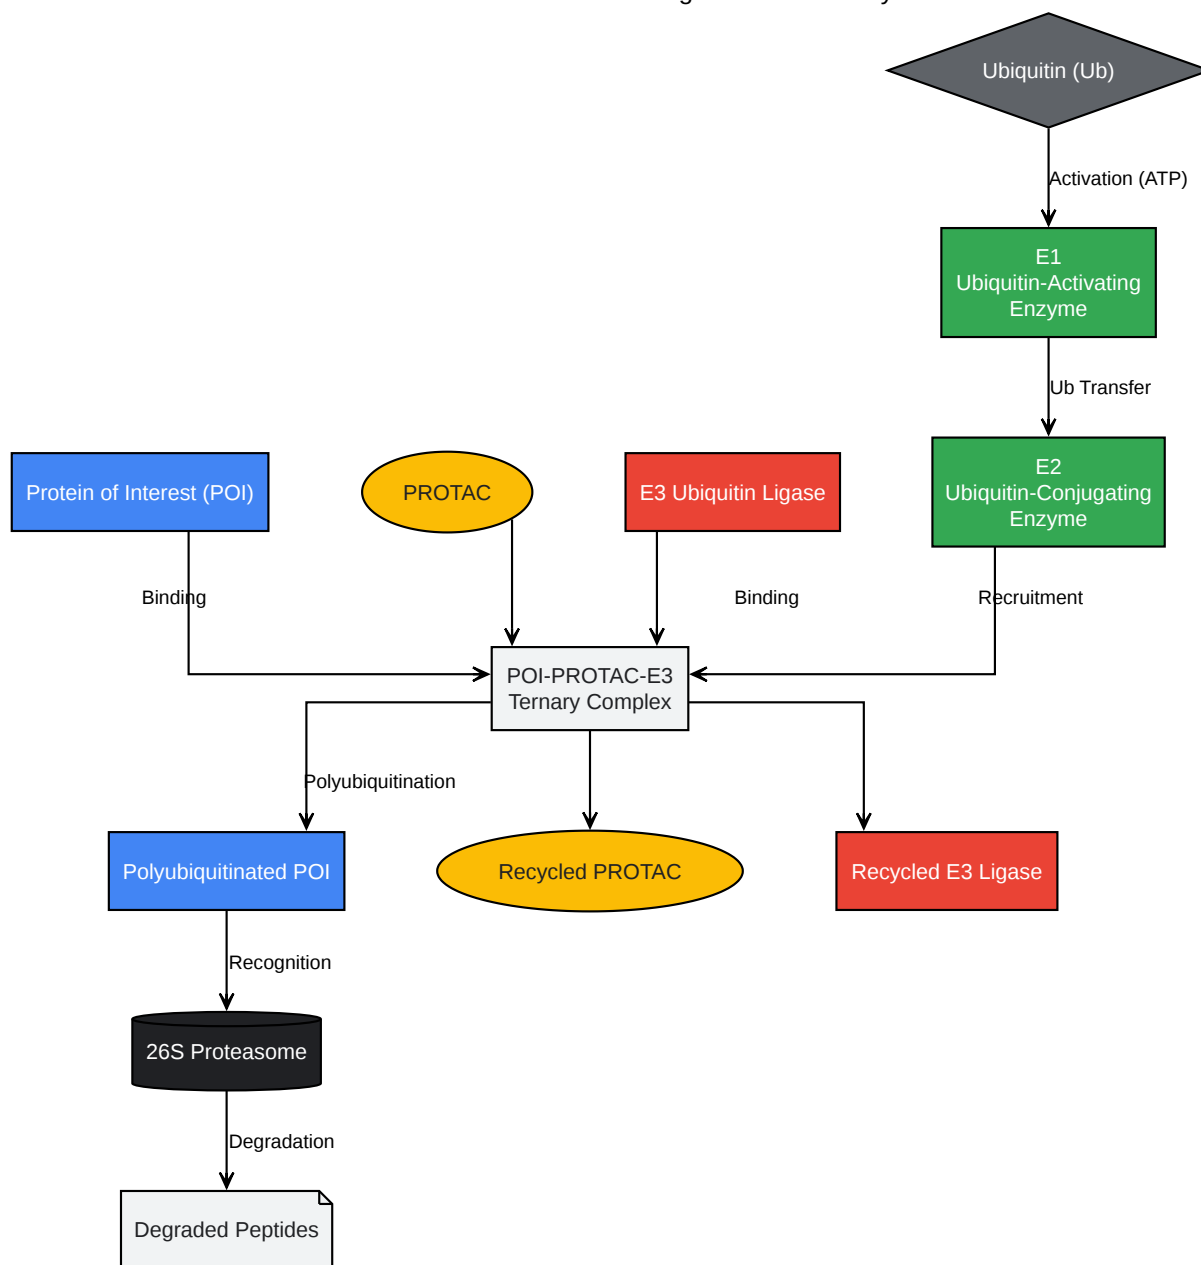 Ubiquitin (Ub)
Activation (ATP)
E1
Ubiquitin-Activating
Enzyme
Ub Transfer
Protein of Interest (POI)
PROTAC
E3 Ubiquitin Ligase
E2
Ubiquitin-Conjugating
Enzyme
Binding
Binding
Recruitment
POI-PROTAC-E3
Ternary Complex
Polyubiquitination
Polyubiquitinated POI
Recycled PROTAC
Recycled E3 Ligase
Recognition
26S Proteasome
Degradation
Degraded Peptides